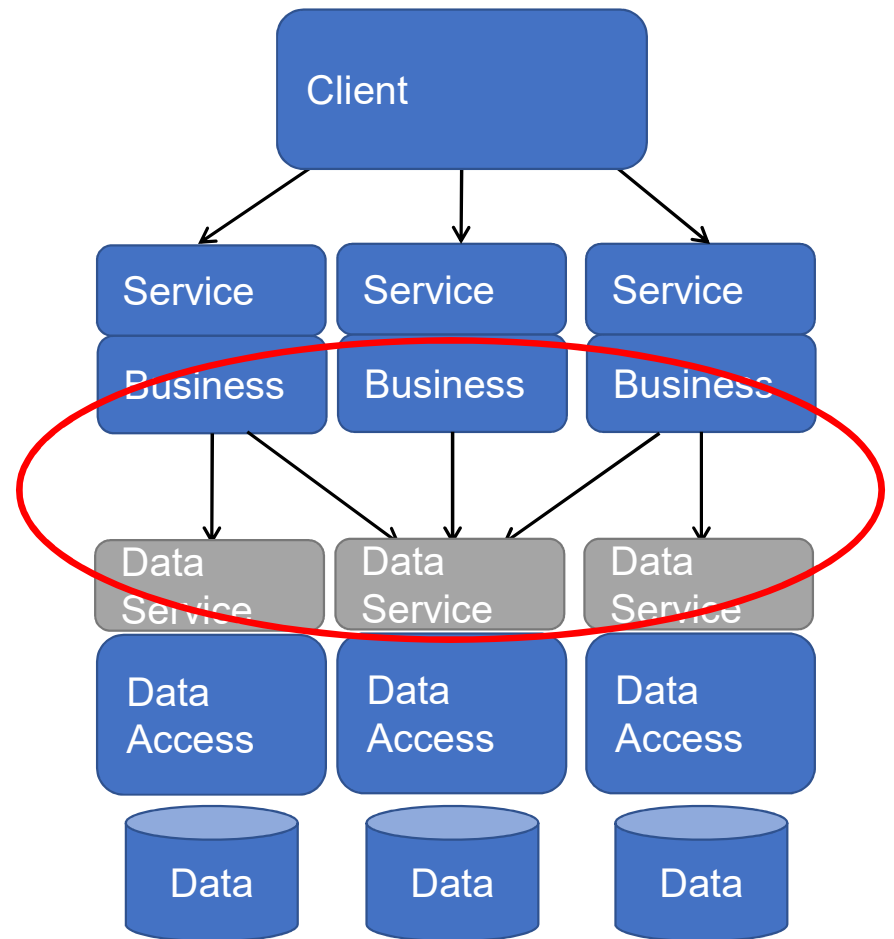 Client
Service
Service
Service
Business
Business
Business
Data
Service
Data
Service
Data
Service
Data
Access
Data
Access
Data
Access
Data
Data
Data